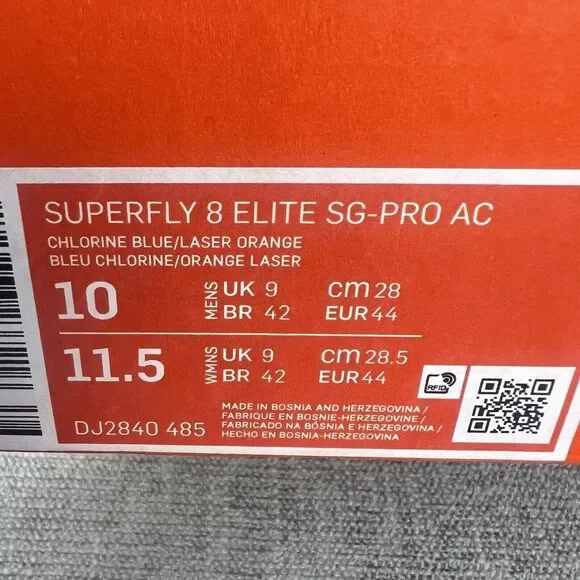 SUPERFLY 8 ELITE SG-PRO AC
CHLORINE BLUE/LASER ORANGE
BLEU CHLORINE/ORANGE LASER
10 MENS UK 9 cm 28
BR 42 EUR 44
11.5 WMNS UK 9 cm 28.5
BR 42 EUR 44
RFID
DJ2840 485
MADE IN BOSNIA AND HERZEGOVINA /
FABRIQUE EN BOSNIE-HERZEGOVINE /
FABRICADO NA BÓSNIA E HERZEGOVINA /
HECHO EN BOSNIA-HERZEGOVINA